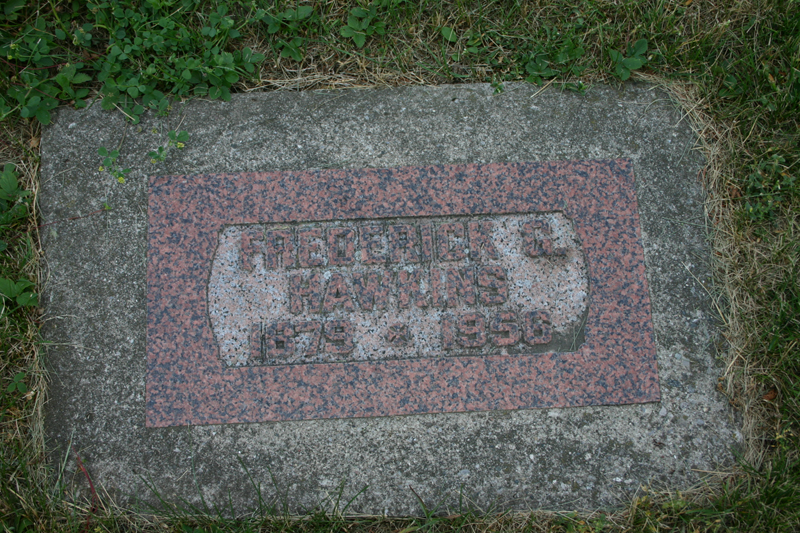 FREDERICK G.
HAWKINS
1879 ★ 1956